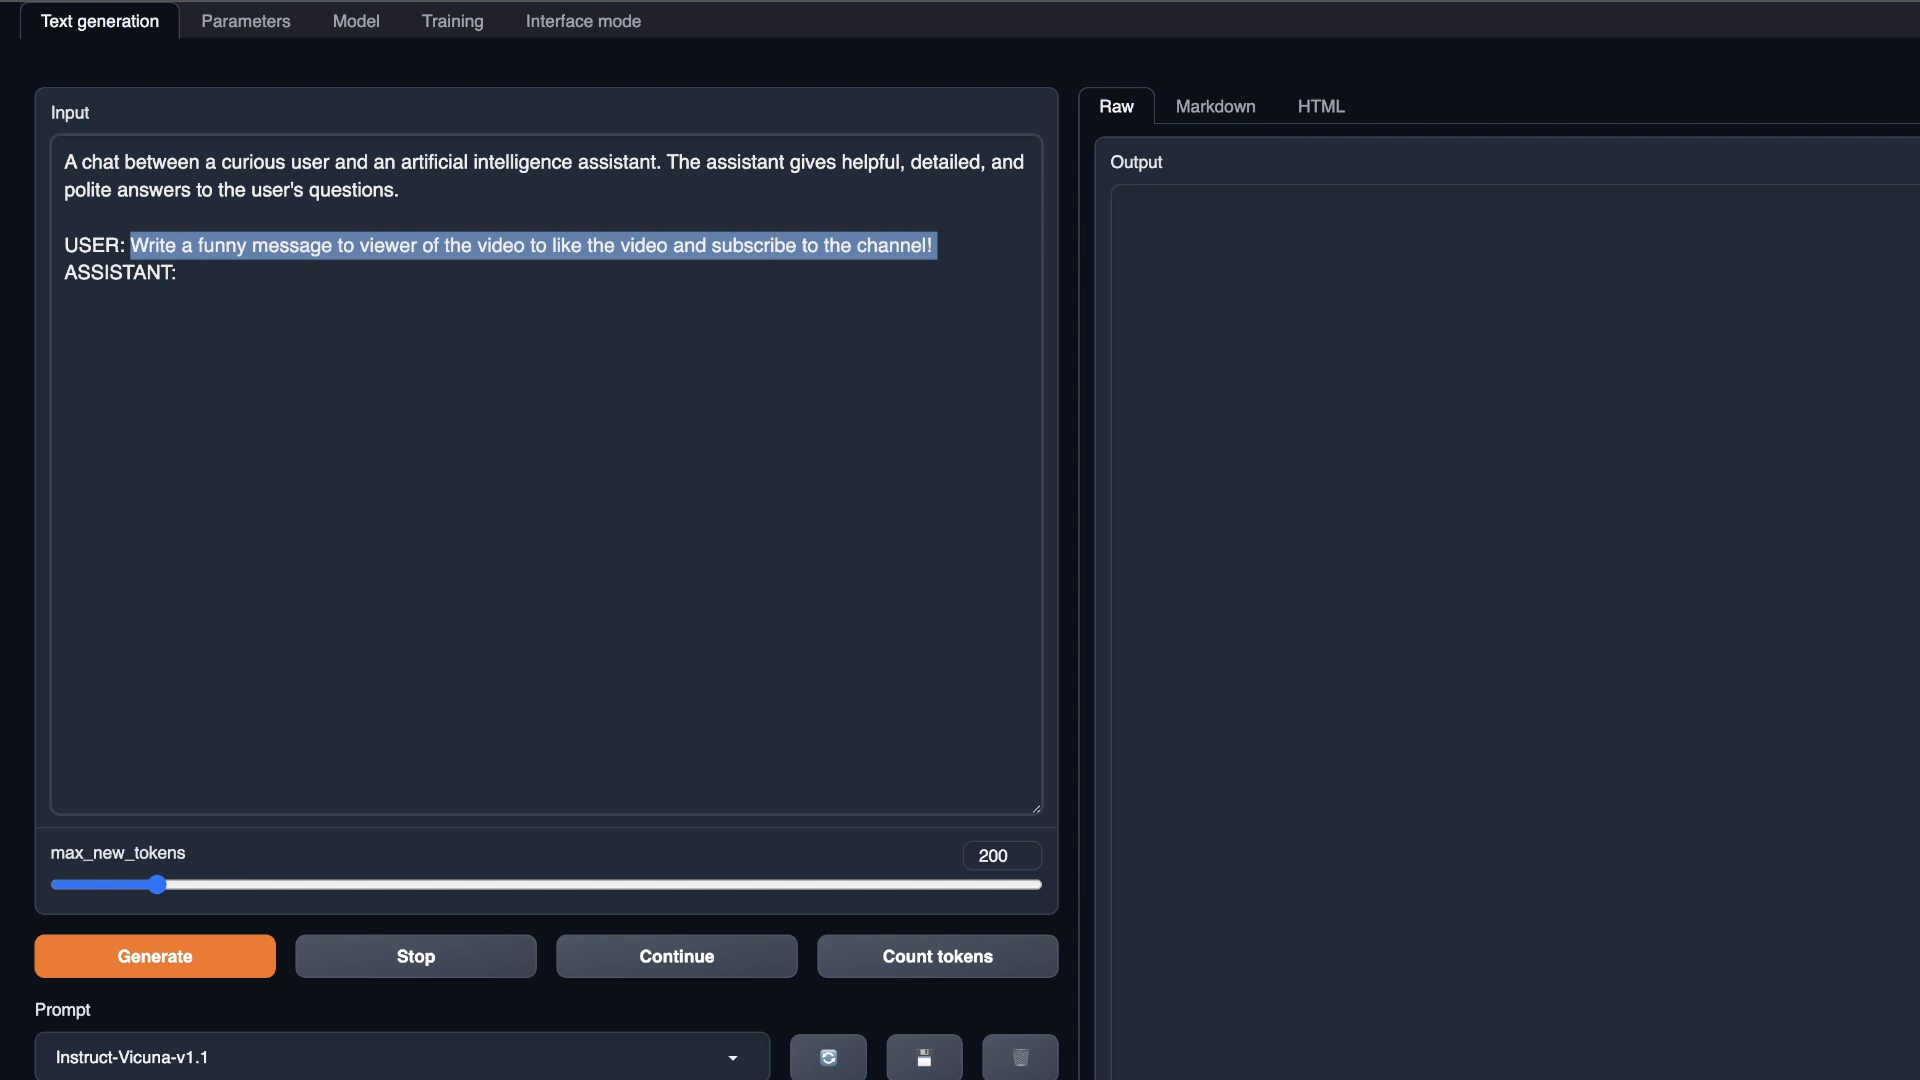 Text generation
Parameters
Model
Training
Interface mode
Input
A chat between a curious user and an artificial intelligence assistant. The assistant gives helpful, detailed, and
polite answers to the user's questions.
USER: Write a funny message to viewer of the video to like the video and subscribe to the channel!
ASSISTANT:
max_new_tokens
200
Generate
Stop
Continue
Count tokens
Prompt
Instruct-Vicuna-v1.1
Raw
Markdown
HTML
Output